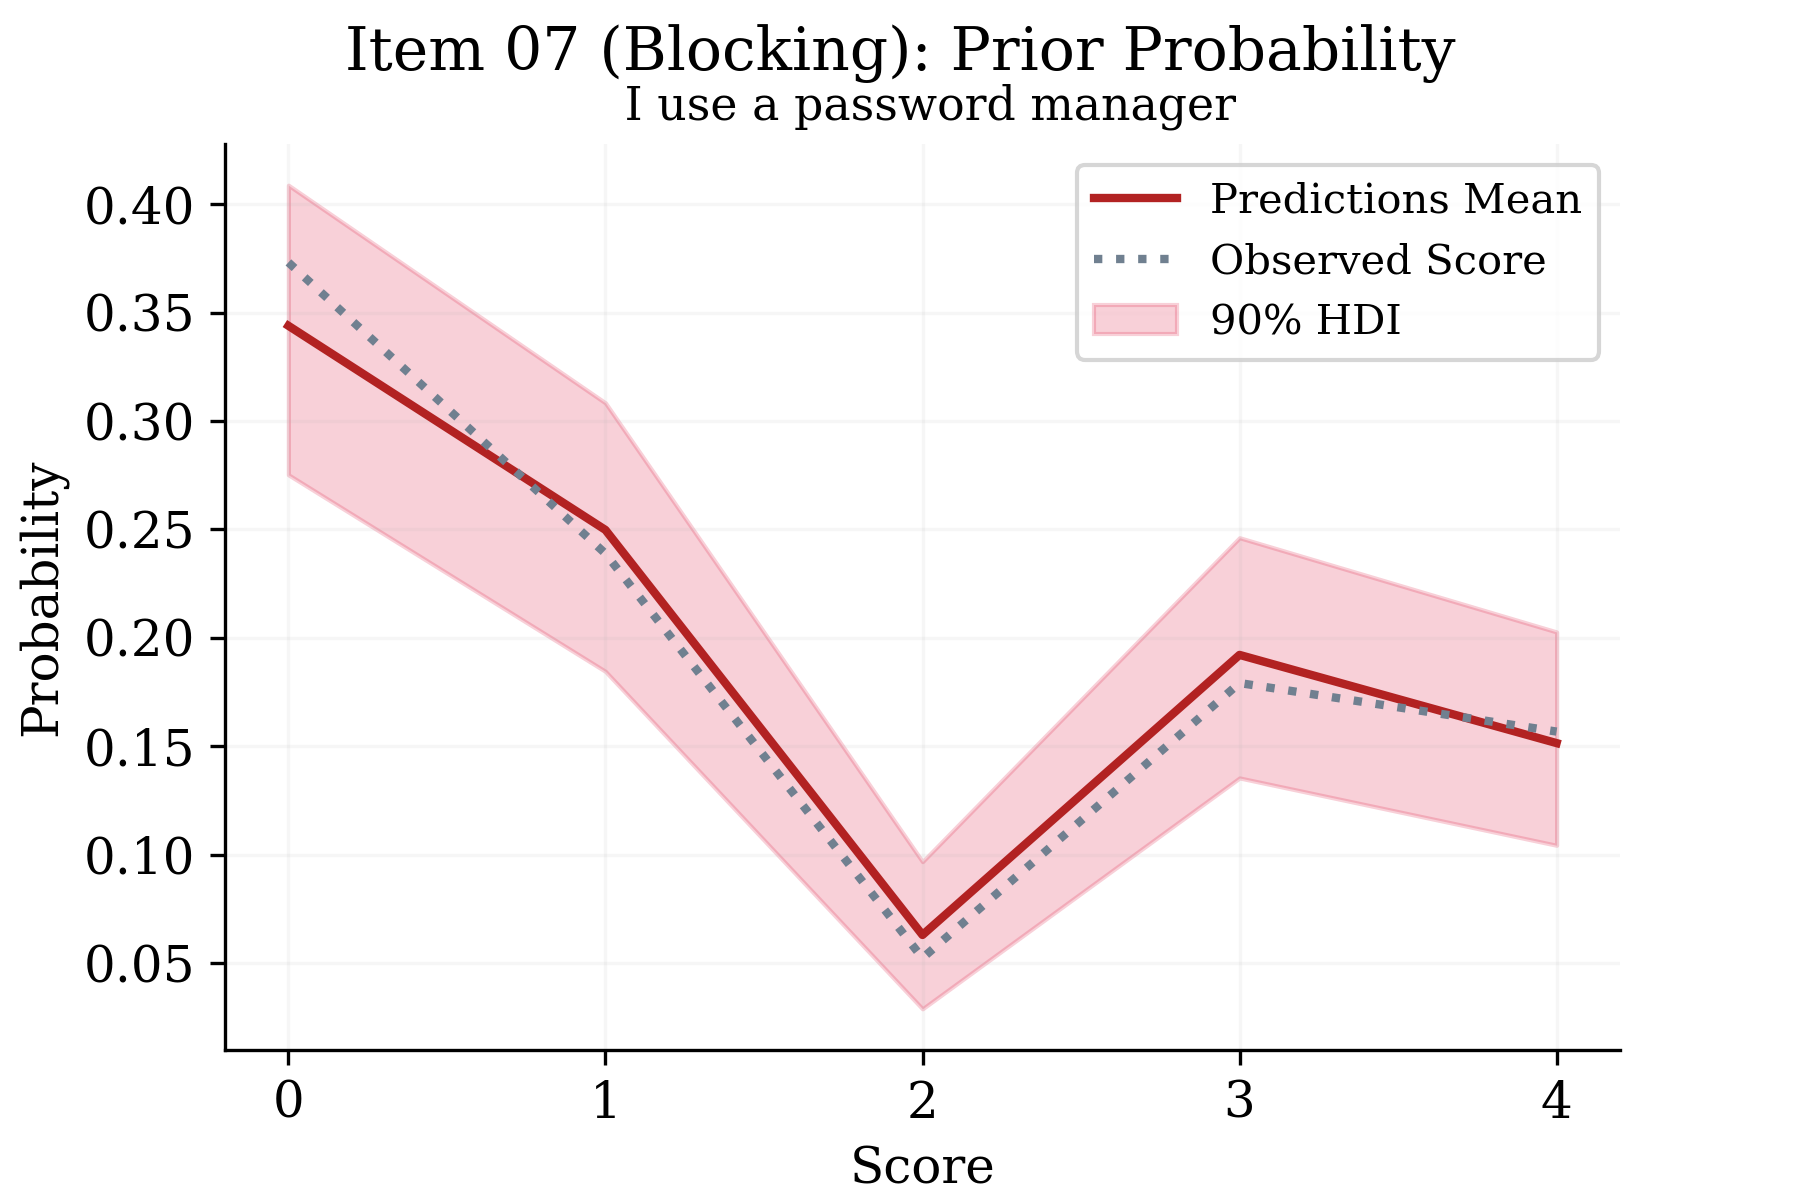 Item 07 (Blocking): Prior Probability
I use a password manager
Predictions Mean
Observed Score
90% HDI
Probability
0.40
0.35
0.30
0.25
0.20
0.15
0.10
0.05
0 1 2 3 4
Score